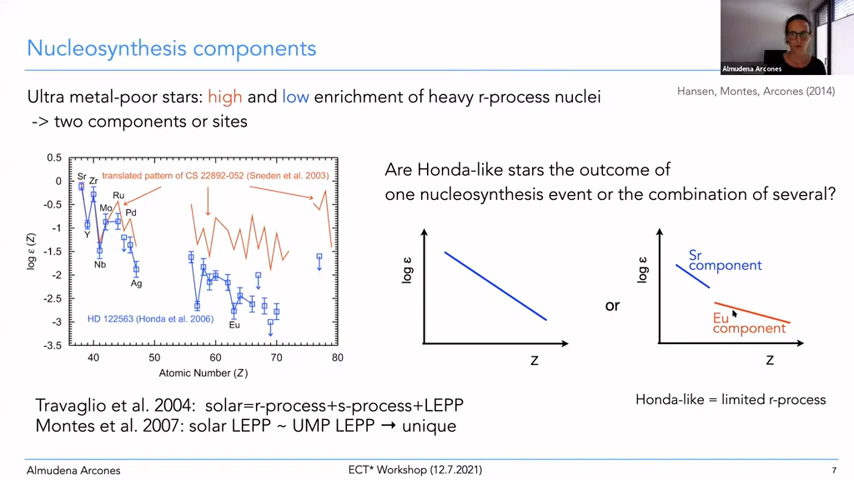 Nucleosynthesis components
Almudena Arcones
Ultra metal-poor stars: high and low enrichment of heavy r-process nuclei
-> two components or sites
Hansen, Montes, Arcones (2014)
Are Honda-like stars the outcome of
one nucleosynthesis event or the combination of several?
0.5
0
-0.5
-1
-1.5
-2
-2.5
-3
-3.5
log ε (Z)
Sr
Zr
translated pattern of CS 22892-052 (Sneden et al. 2003)
Ru
Mo
Pd
Y
Nb
Ag
HD 122563 (Honda et al. 2006)
Eu
40
50
60
70
80
Atomic Number (Z)
log ε
Z
or
log ε
Sr
component
Eu
component
Z
Honda-like = limited r-process
Travaglio et al. 2004: solar=r-process+s-process+LEPP
Montes et al. 2007: solar LEPP ~ UMP LEPP → unique
Almudena Arcones
ECT* Workshop (12.7.2021)
7